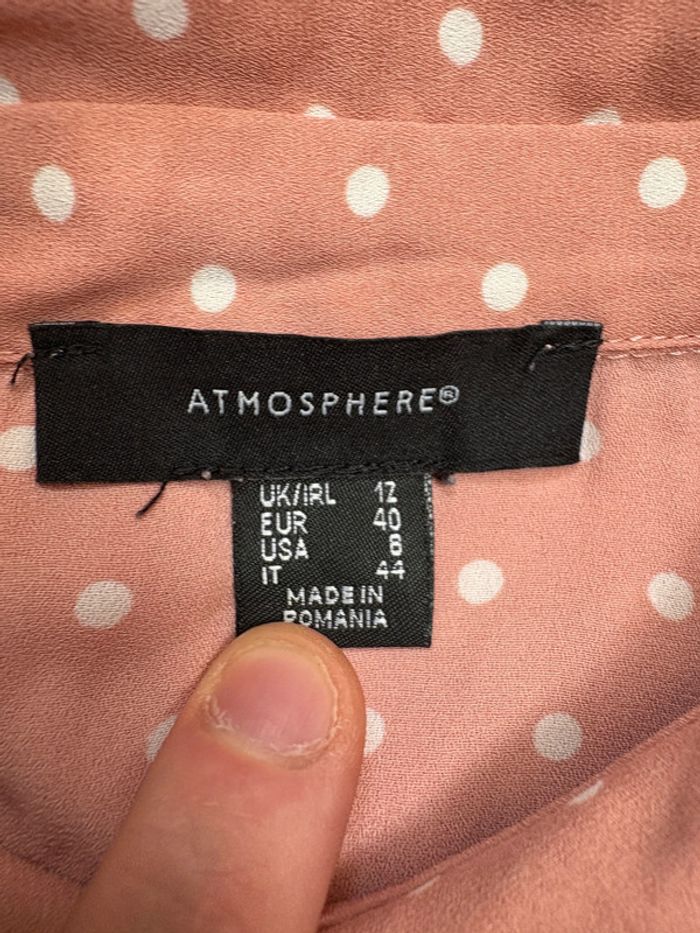 ATMOSPHERE®
UK/IRL 12
EUR 40
USA 8
IT 44
MADE IN
ROMANIA